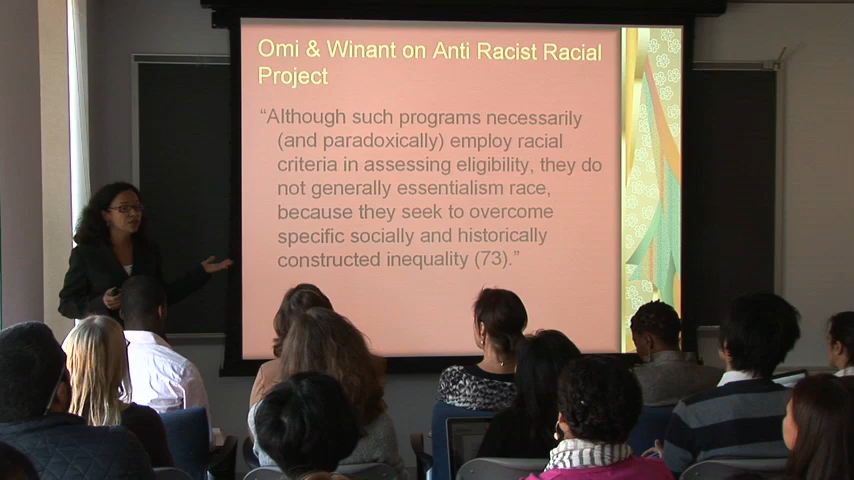 Omi & Winant on Anti Racist Racial
Project
“Although such programs necessarily
(and paradoxically) employ racial
criteria in assessing eligibility, they do
not generally essentialism race,
because they seek to overcome
specific socially and historically
constructed inequality (73).”